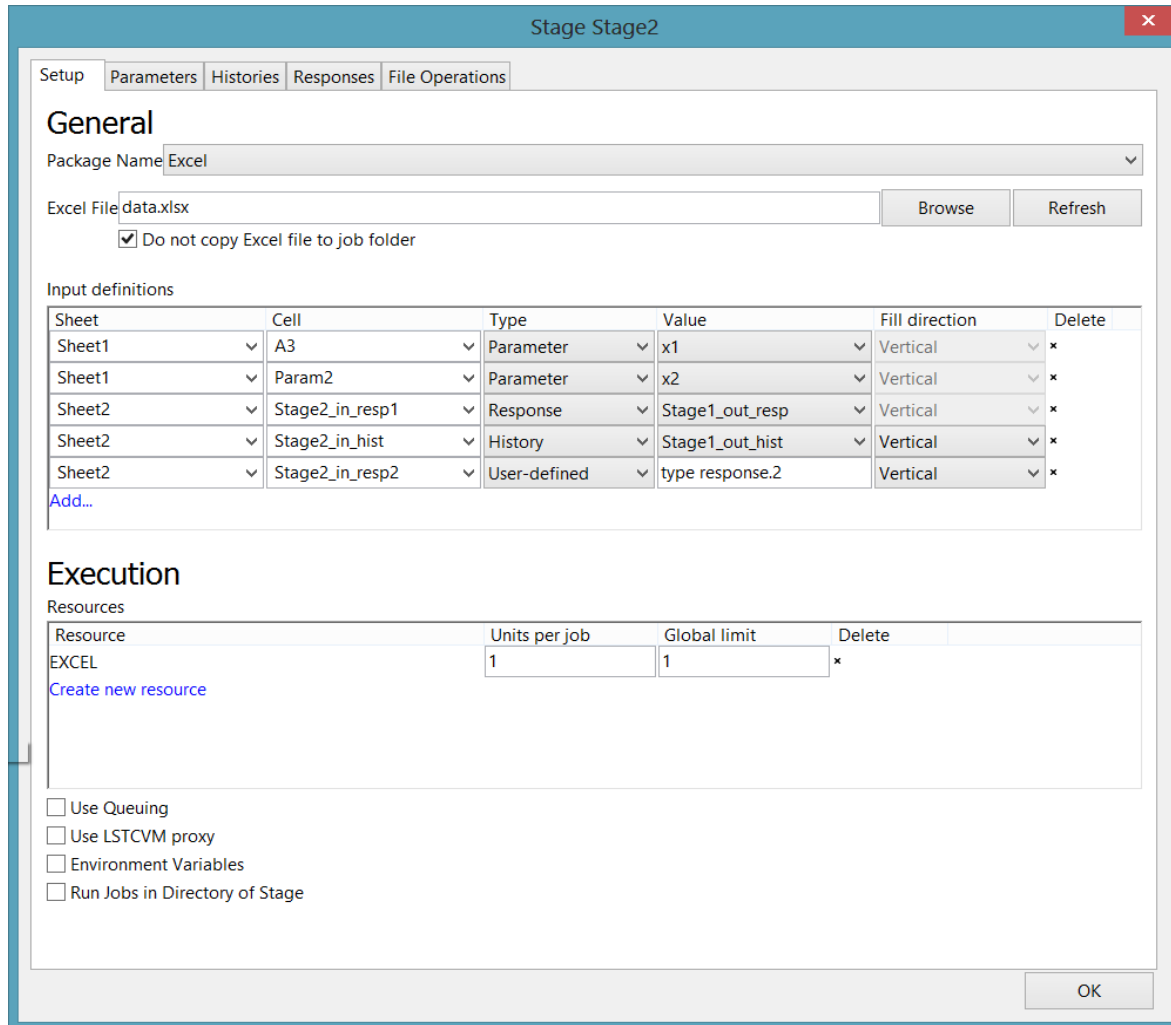 Stage Stage2
Setup Parameters Histories Responses File Operations
General
Package Name Excel
Excel File data.xlsx Browse Refresh
Do not copy Excel file to job folder
Input definitions
Sheet Cell Type Value Fill direction Delete
Sheet1 A3 Parameter x1 Vertical ×
Sheet1 Param2 Parameter x2 Vertical ×
Sheet2 Stage2_in_resp1 Response Stage1_out_resp Vertical ×
Sheet2 Stage2_in_hist History Stage1_out_hist Vertical ×
Sheet2 Stage2_in_resp2 User-defined type response.2 Vertical ×
Add...
Execution
Resources
Resource Units per job Global limit Delete
EXCEL 1 1 ×
Create new resource
Use Queuing
Use LSTCVM proxy
Environment Variables
Run Jobs in Directory of Stage
OK